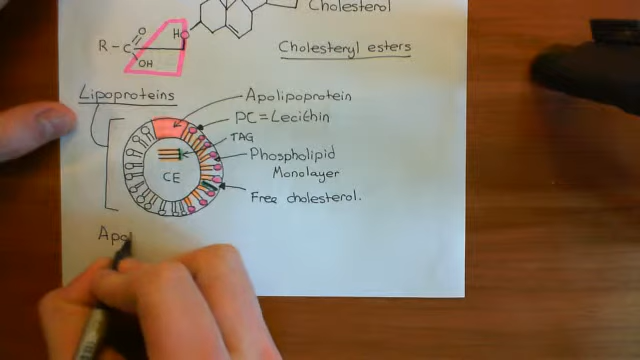 Cholesterol
O
HO
R-C
OH
Cholesteryl esters
Lipoproteins
Apolipoprotein
PC = Lecithin
TAG
Phospholipid
Monolayer
CE
Free cholesterol.
Apo